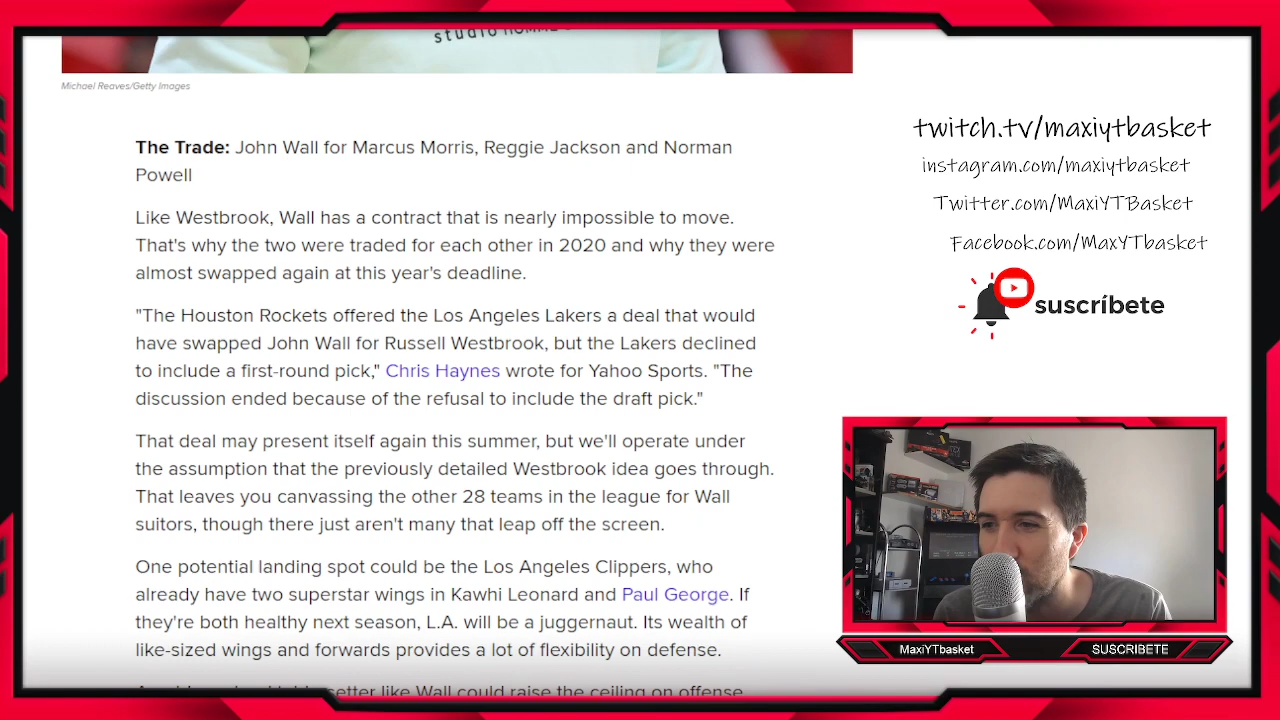 studio HOMME
Michael Reaves/Getty Images
The Trade: John Wall for Marcus Morris, Reggie Jackson and Norman
Powell
Like Westbrook, Wall has a contract that is nearly impossible to move.
That's why the two were traded for each other in 2020 and why they were
almost swapped again at this year's deadline.
"The Houston Rockets offered the Los Angeles Lakers a deal that would
have swapped John Wall for Russell Westbrook, but the Lakers declined
to include a first-round pick," Chris Haynes wrote for Yahoo Sports. "The
discussion ended because of the refusal to include the draft pick."
That deal may present itself again this summer, but we'll operate under
the assumption that the previously detailed Westbrook idea goes through.
That leaves you canvassing the other 28 teams in the league for Wall
suitors, though there just aren't many that leap off the screen.
One potential landing spot could be the Los Angeles Clippers, who
already have two superstar wings in Kawhi Leonard and Paul George. If
they're both healthy next season, L.A. will be a juggernaut. Its wealth of
like-sized wings and forwards provides a lot of flexibility on defense.
setter like Wall could raise the ceiling on offense
twitch.tv/maxiytbasket
instagram.com/maxiytbasket
Twitter.com/MaxiYTBasket
Facebook.com/MaxYTbasket
suscríbete
MaxiYTbasket
SUSCRIBETE